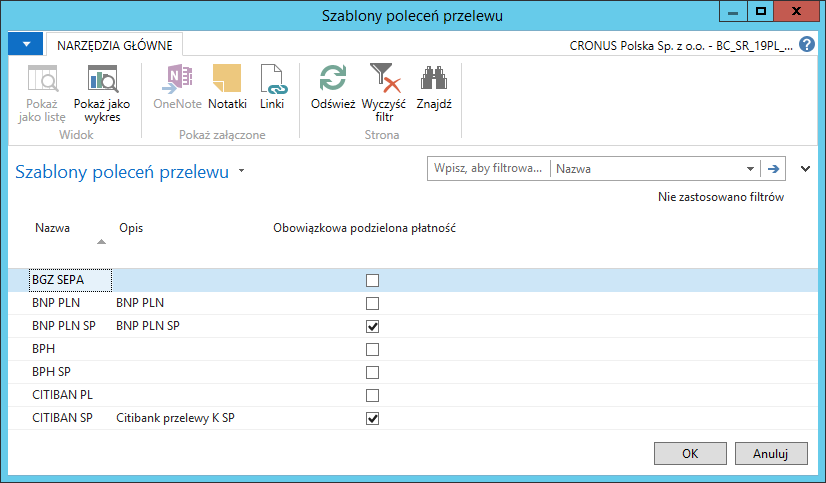 Szablony poleceń przelewu
NARZĘDZIA GŁÓWNE
CRONUS Polska Sp. z o.o. - BC_SR_19PL_... ?
Pokaż jako listę
Pokaż jako wykres
OneNote
Notatki
Linki
Odśwież
Wyczyść filtr
Znajdź
Widok
Pokaż załączone
Strona
Szablony poleceń przelewu
Wpisz, aby filtrowa... Nazwa
Nie zastosowano filtrów
Nazwa Opis Obowiązkowa podzielona płatność
BGZ SEPA
BNP PLN BNP PLN
BNP PLN SP BNP PLN SP
BPH
BPH SP
CITIBAN PL
CITIBAN SP Citibank przelewy K SP
OK Anuluj